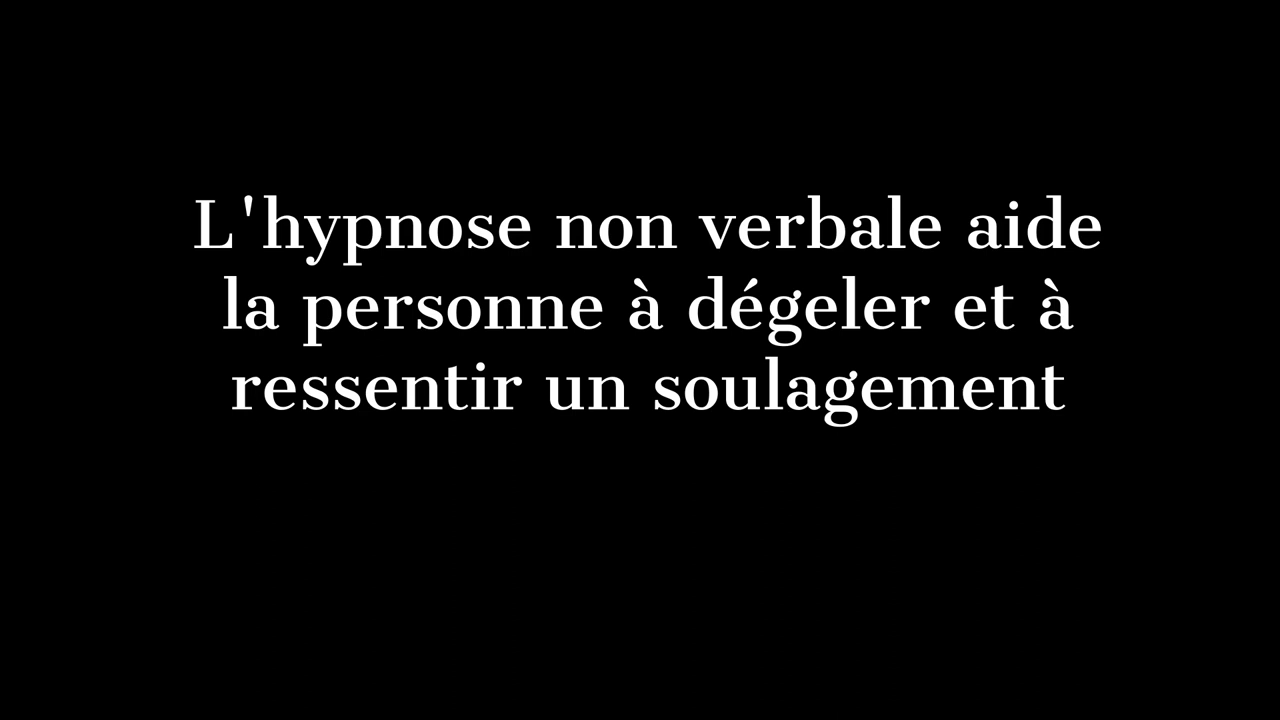 L'hypnose non verbale aide
la personne à dégeler et à
ressentir un soulagement